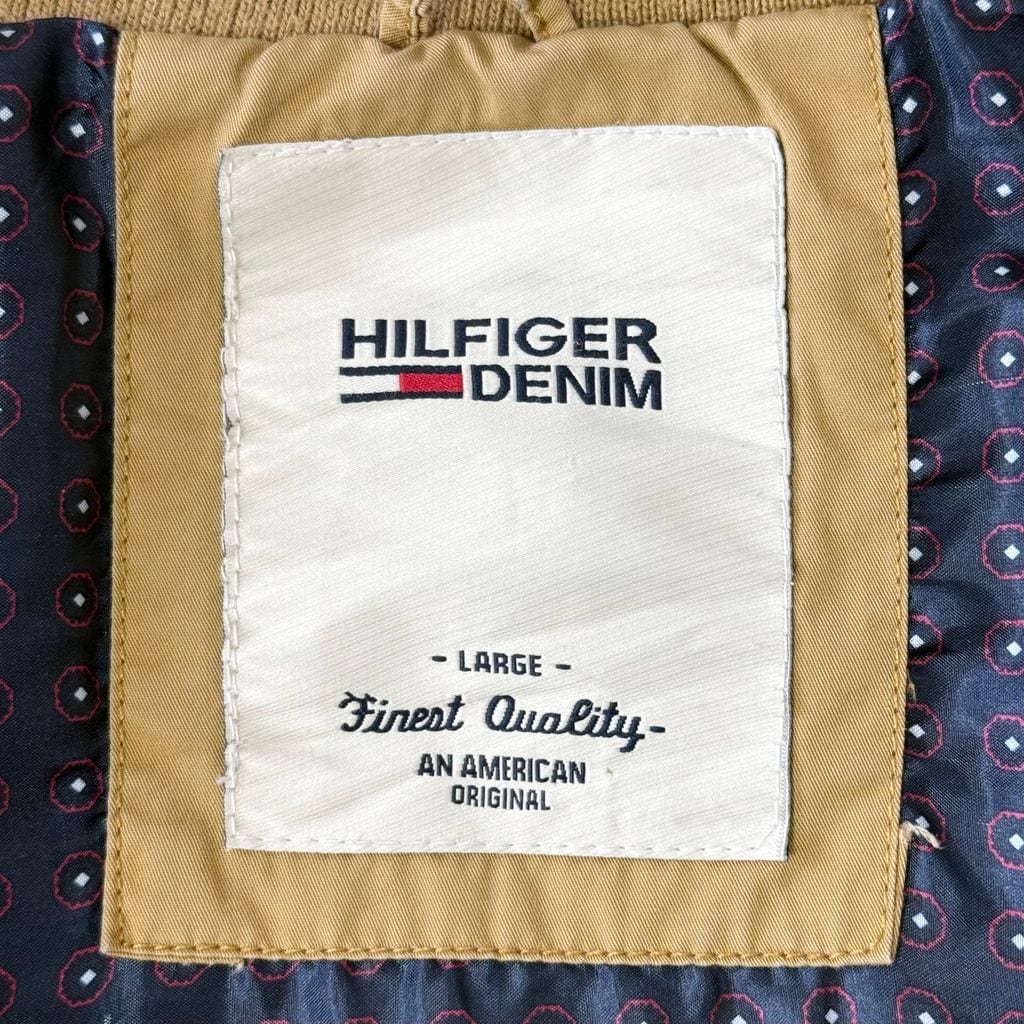 HILFIGER
DENIM
- LARGE -
Finest Quality-
AN AMERICAN
ORIGINAL